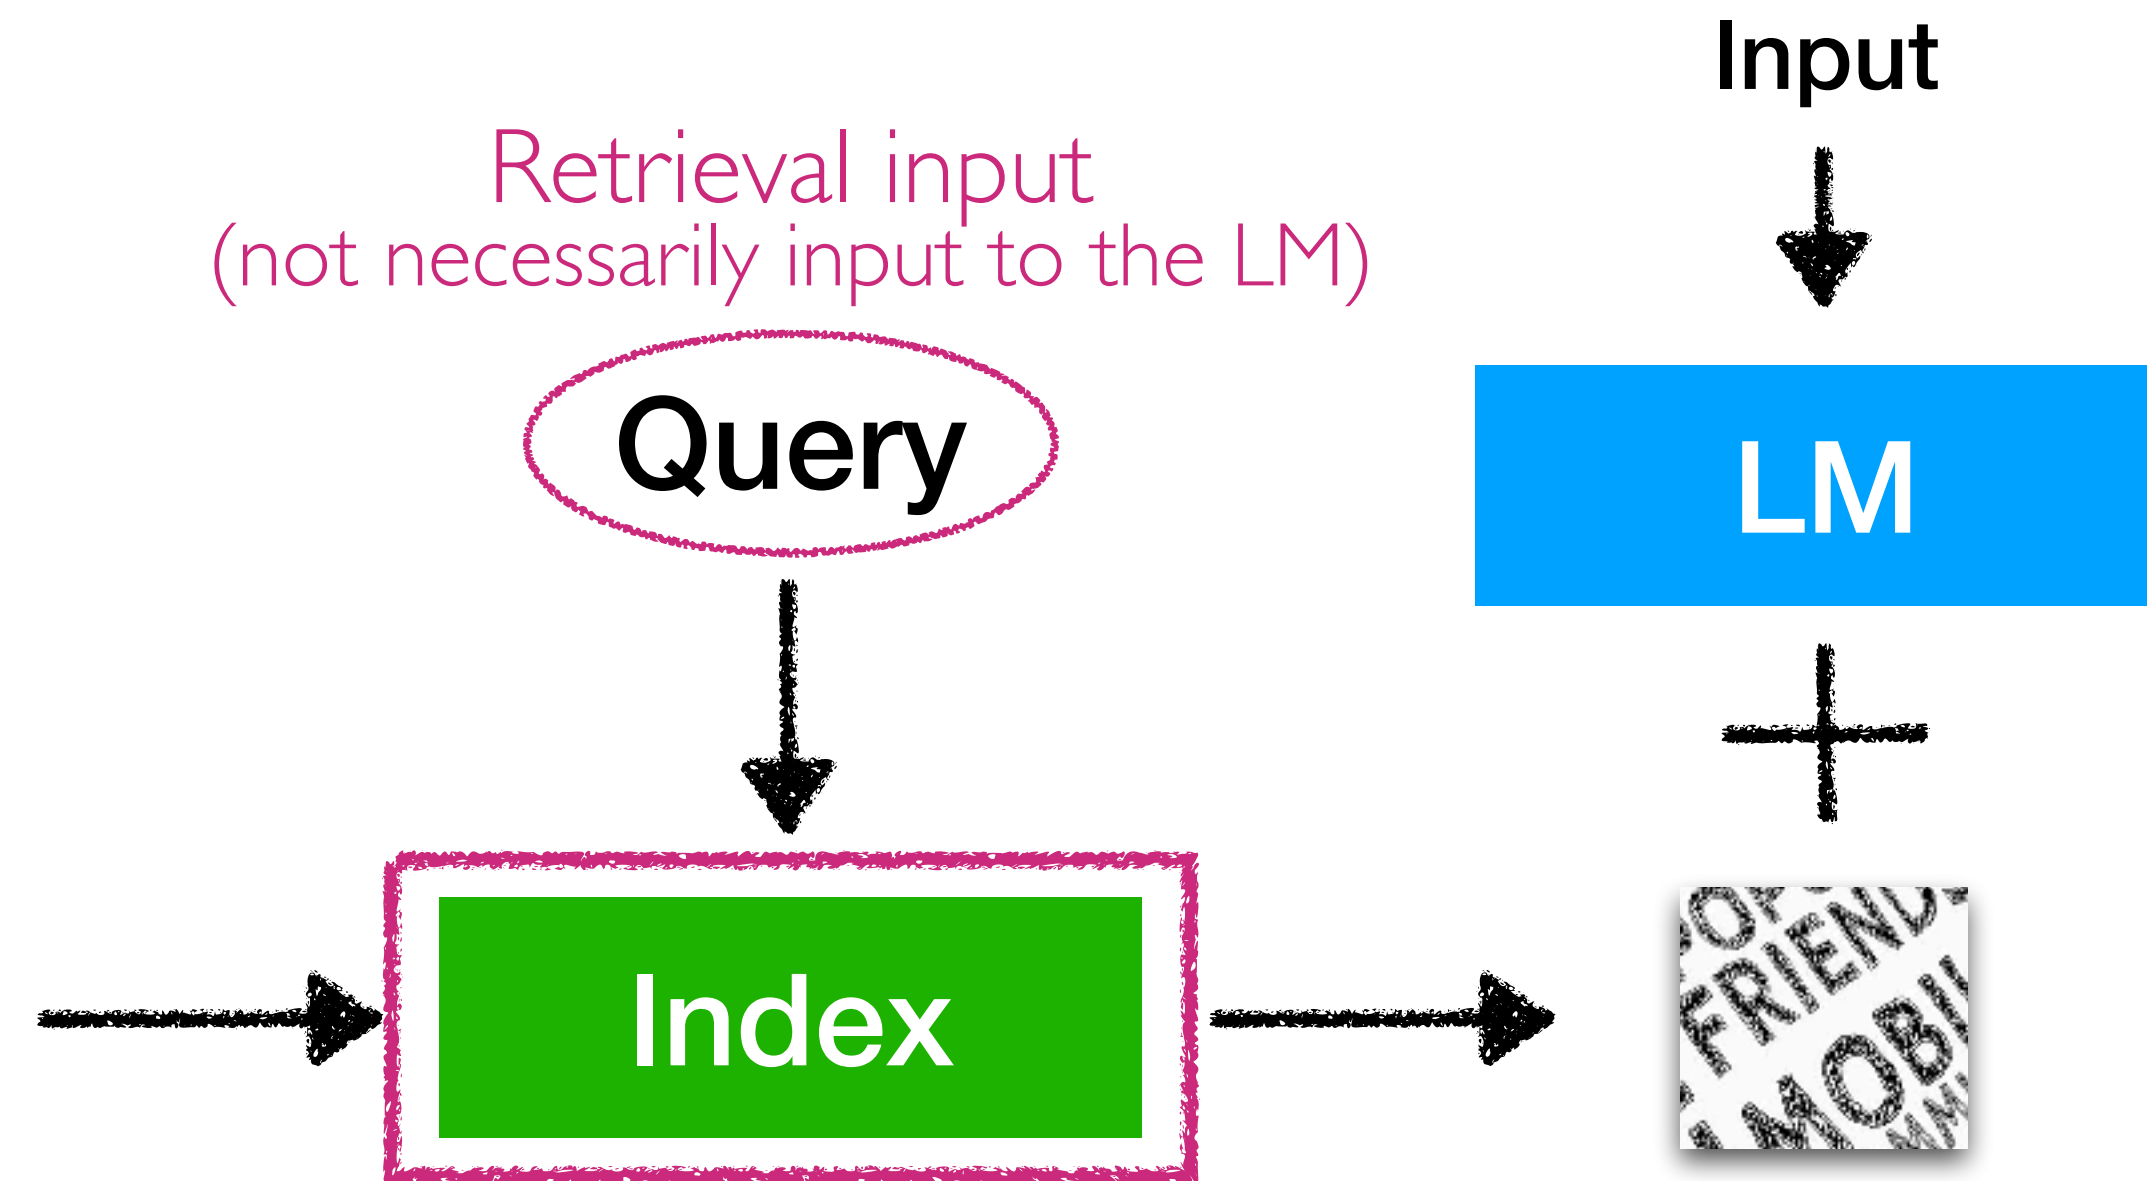 Input
Retrieval input
(not necessarily input to the LM)
Query
LM
Index
FRIEND
MOBI